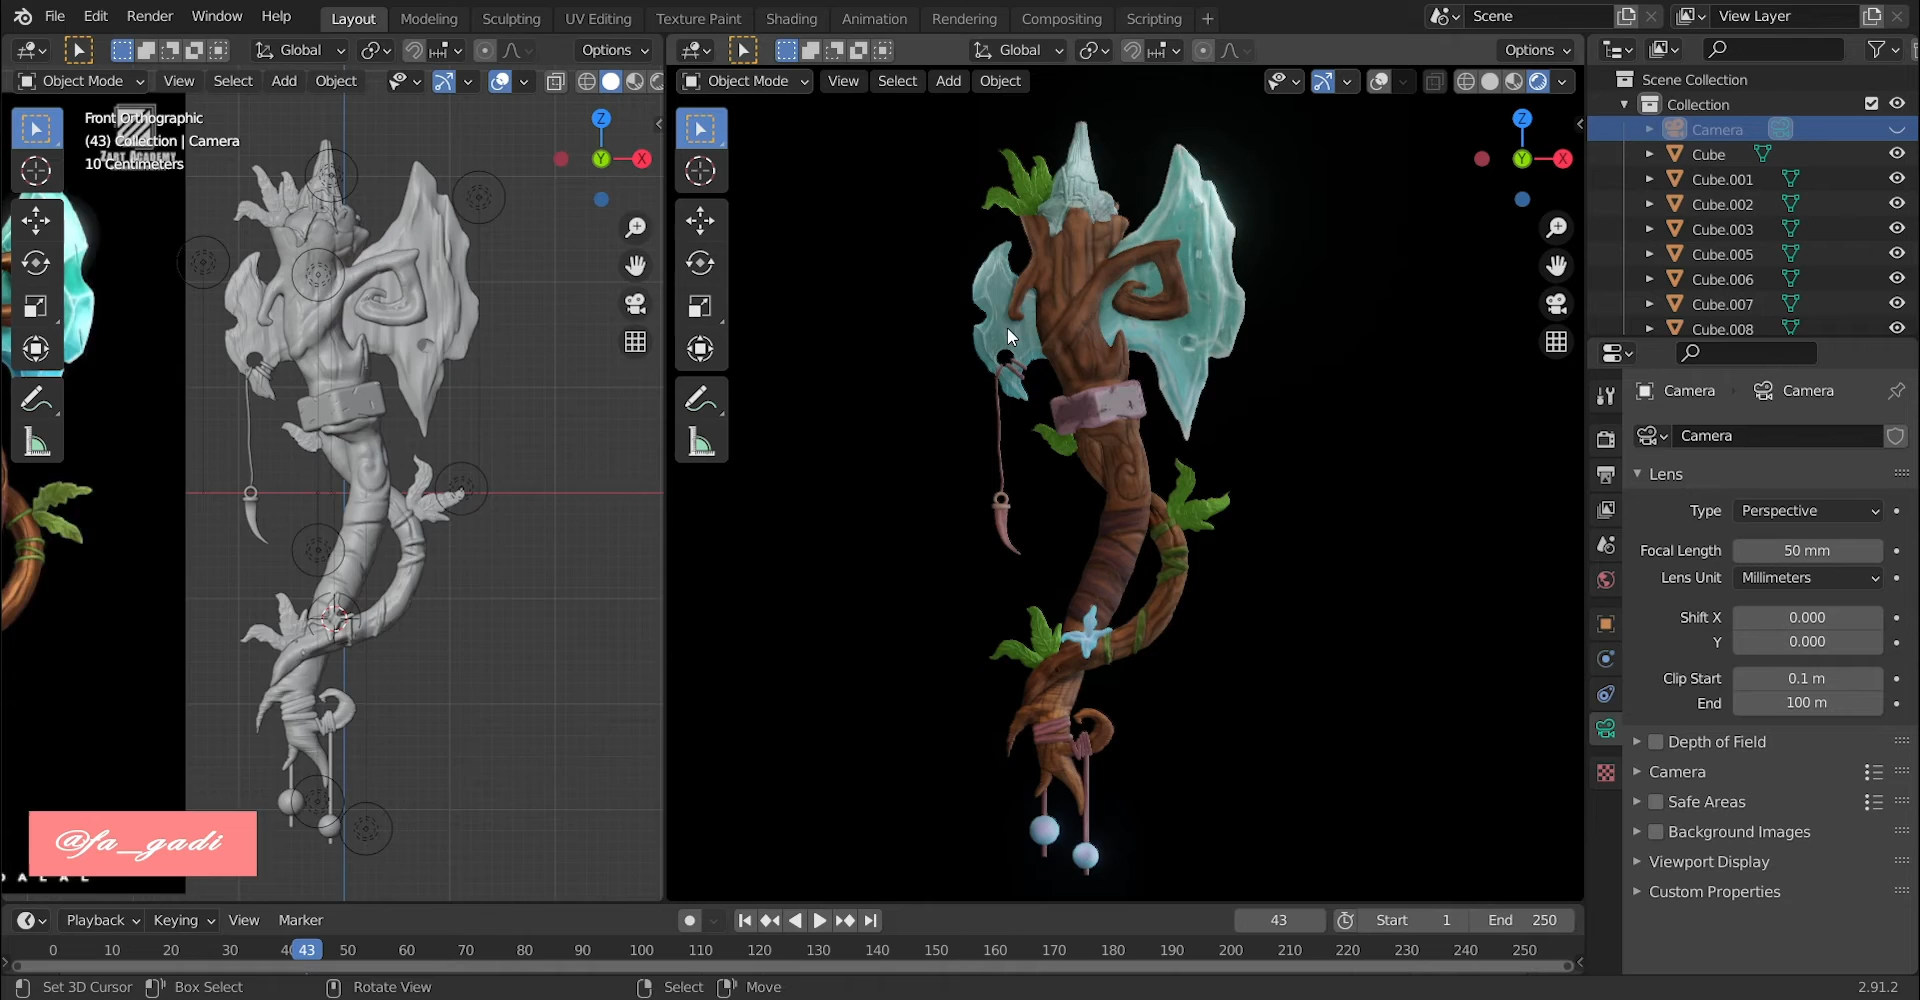 File Edit Render Window Help Layout Modeling Sculpting UV Editing Texture Paint Shading Animation Rendering Compositing Scripting + Scene View Layer
Global Options Global Options
Object Mode View Select Add Object Object Mode View Select Add Object
Scene Collection
Collection
Camera
Cube
Cube.001
Cube.002
Cube.003
Cube.005
Cube.006
Cube.007
Cube.008
Front Orthographic
(43) Collection | Camera
10 Centimeters
Zart Academy
Z
Y
X
Z
Y
X
Camera Camera
Camera
Lens
Type Perspective
Focal Length 50 mm
Lens Unit Millimeters
Shift X 0.000
Y 0.000
Clip Start 0.1 m
End 100 m
Depth of Field
Camera
Safe Areas
Background Images
Viewport Display
Custom Properties
@fa_gadi
D A L A L
Playback Keying View Marker 43 Start 1 End 250
0 10 20 30 43 50 60 70 80 90 100 110 120 130 140 150 160 170 180 190 200 210 220 230 240 250
Set 3D Cursor Box Select Rotate View Select Move 2.91.2